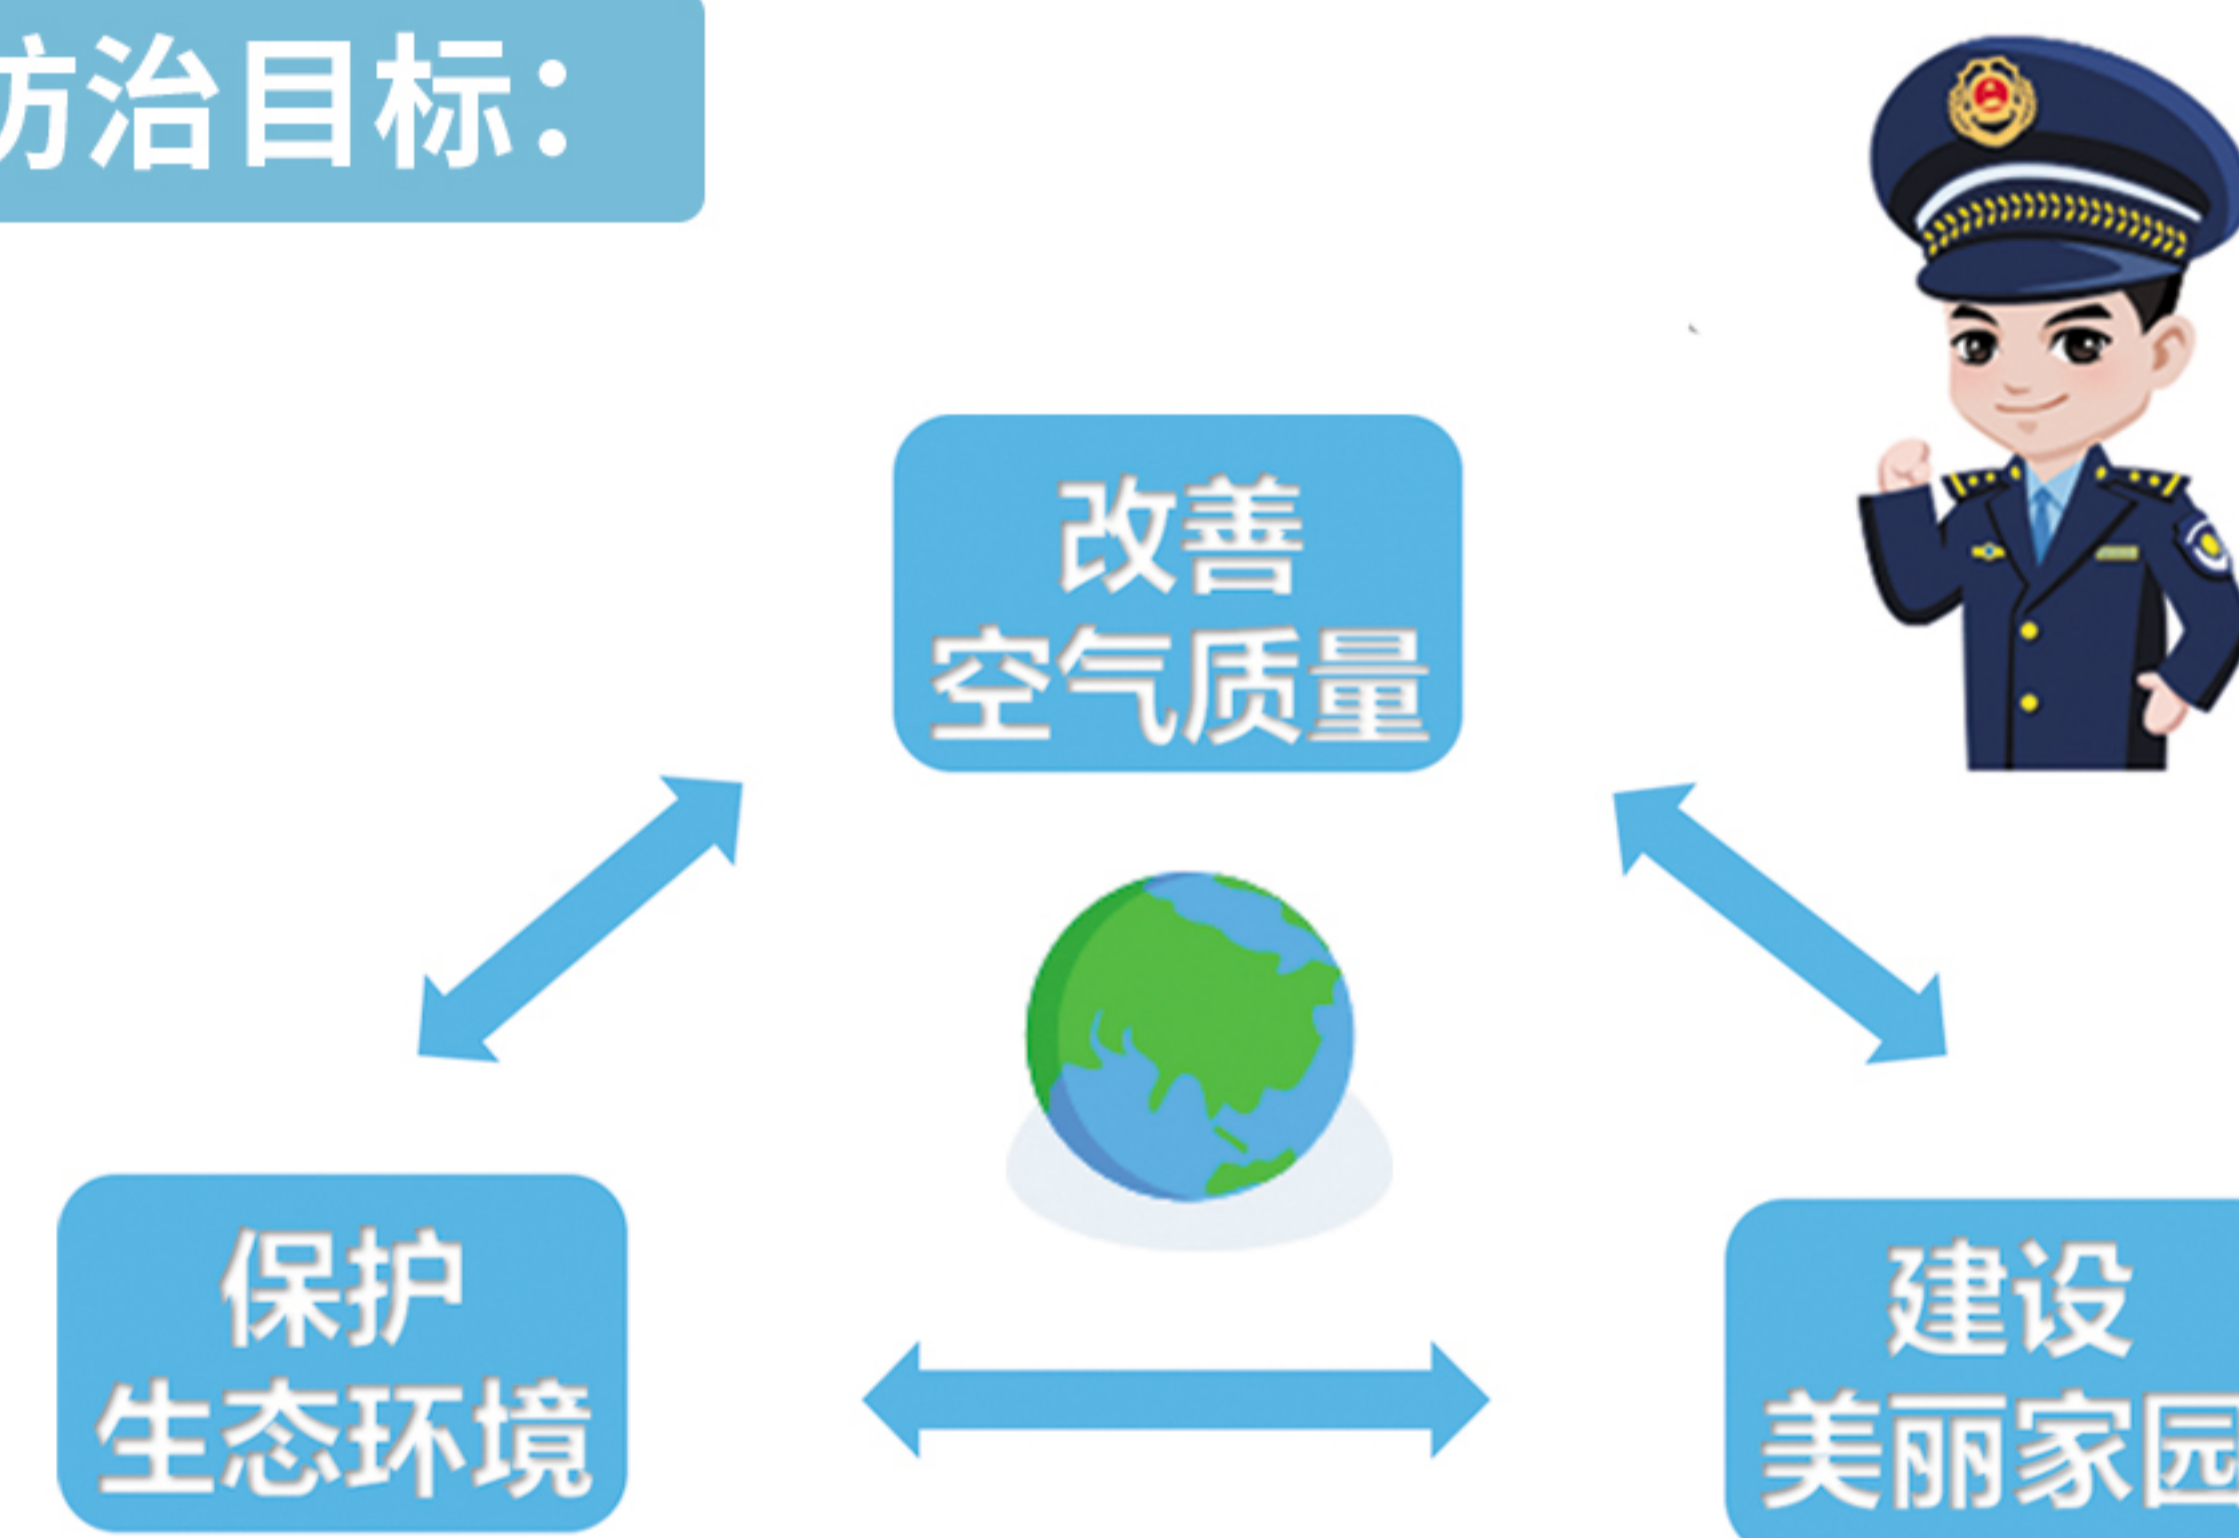 防治目标：
改善
空气质量
保护
生态环境
建设
美丽家园